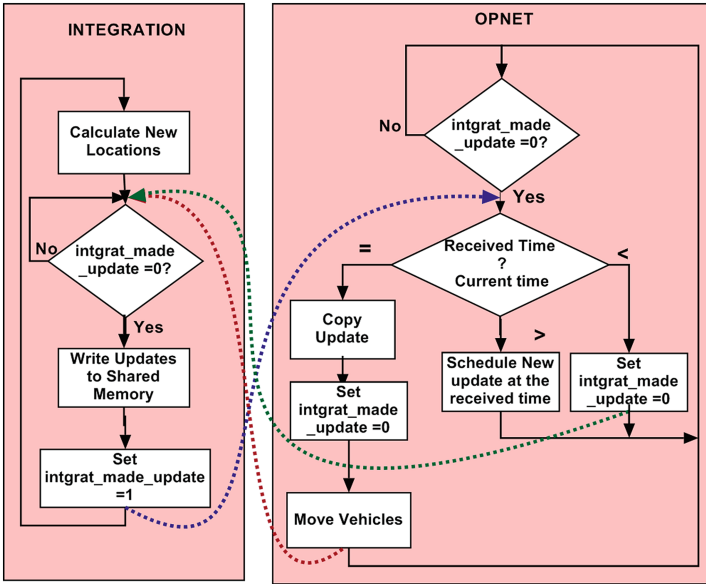 INTEGRATION
Calculate New
Locations
No
intgrat_made
_update =0?
Yes
Write Updates
to Shared
Memory
Set
intgrat_made_update
=1
OPNET
No
intgrat_made
_update =0?
Yes
=
Received Time
?
Current time
<
>
Copy
Update
Set
intgrat_made
_update =0
Move Vehicles
Schedule New
update at the
received time
Set
intgrat_made
_update =0